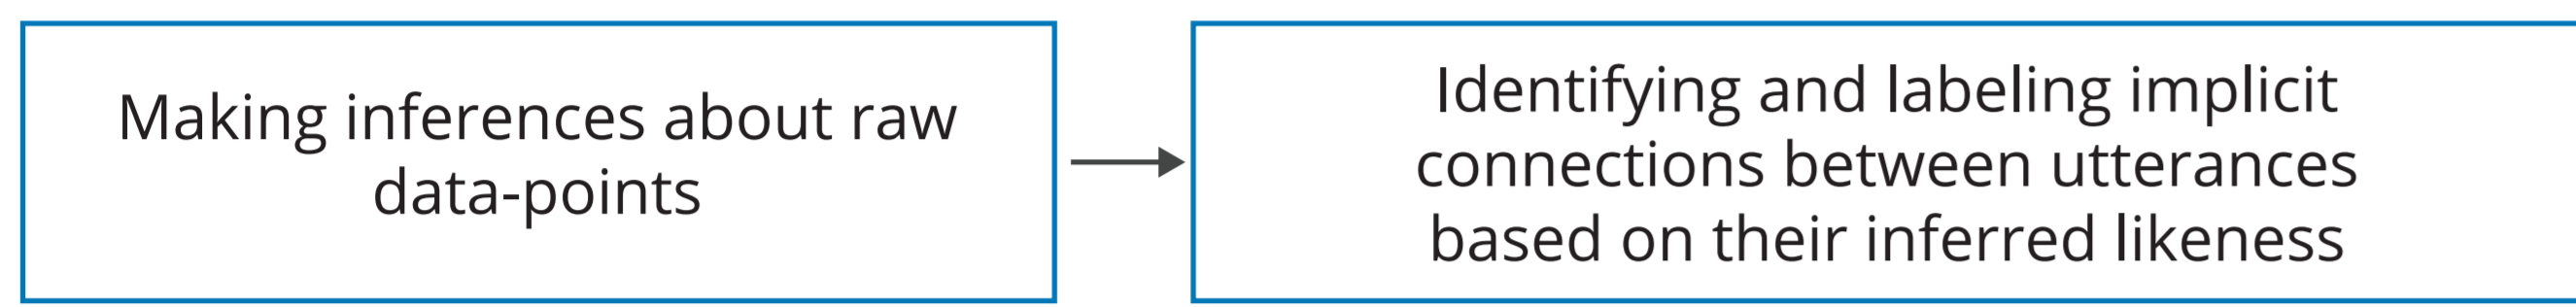 Making inferences about raw
data-points
Identifying and labeling implicit
connections between utterances
based on their inferred likeness